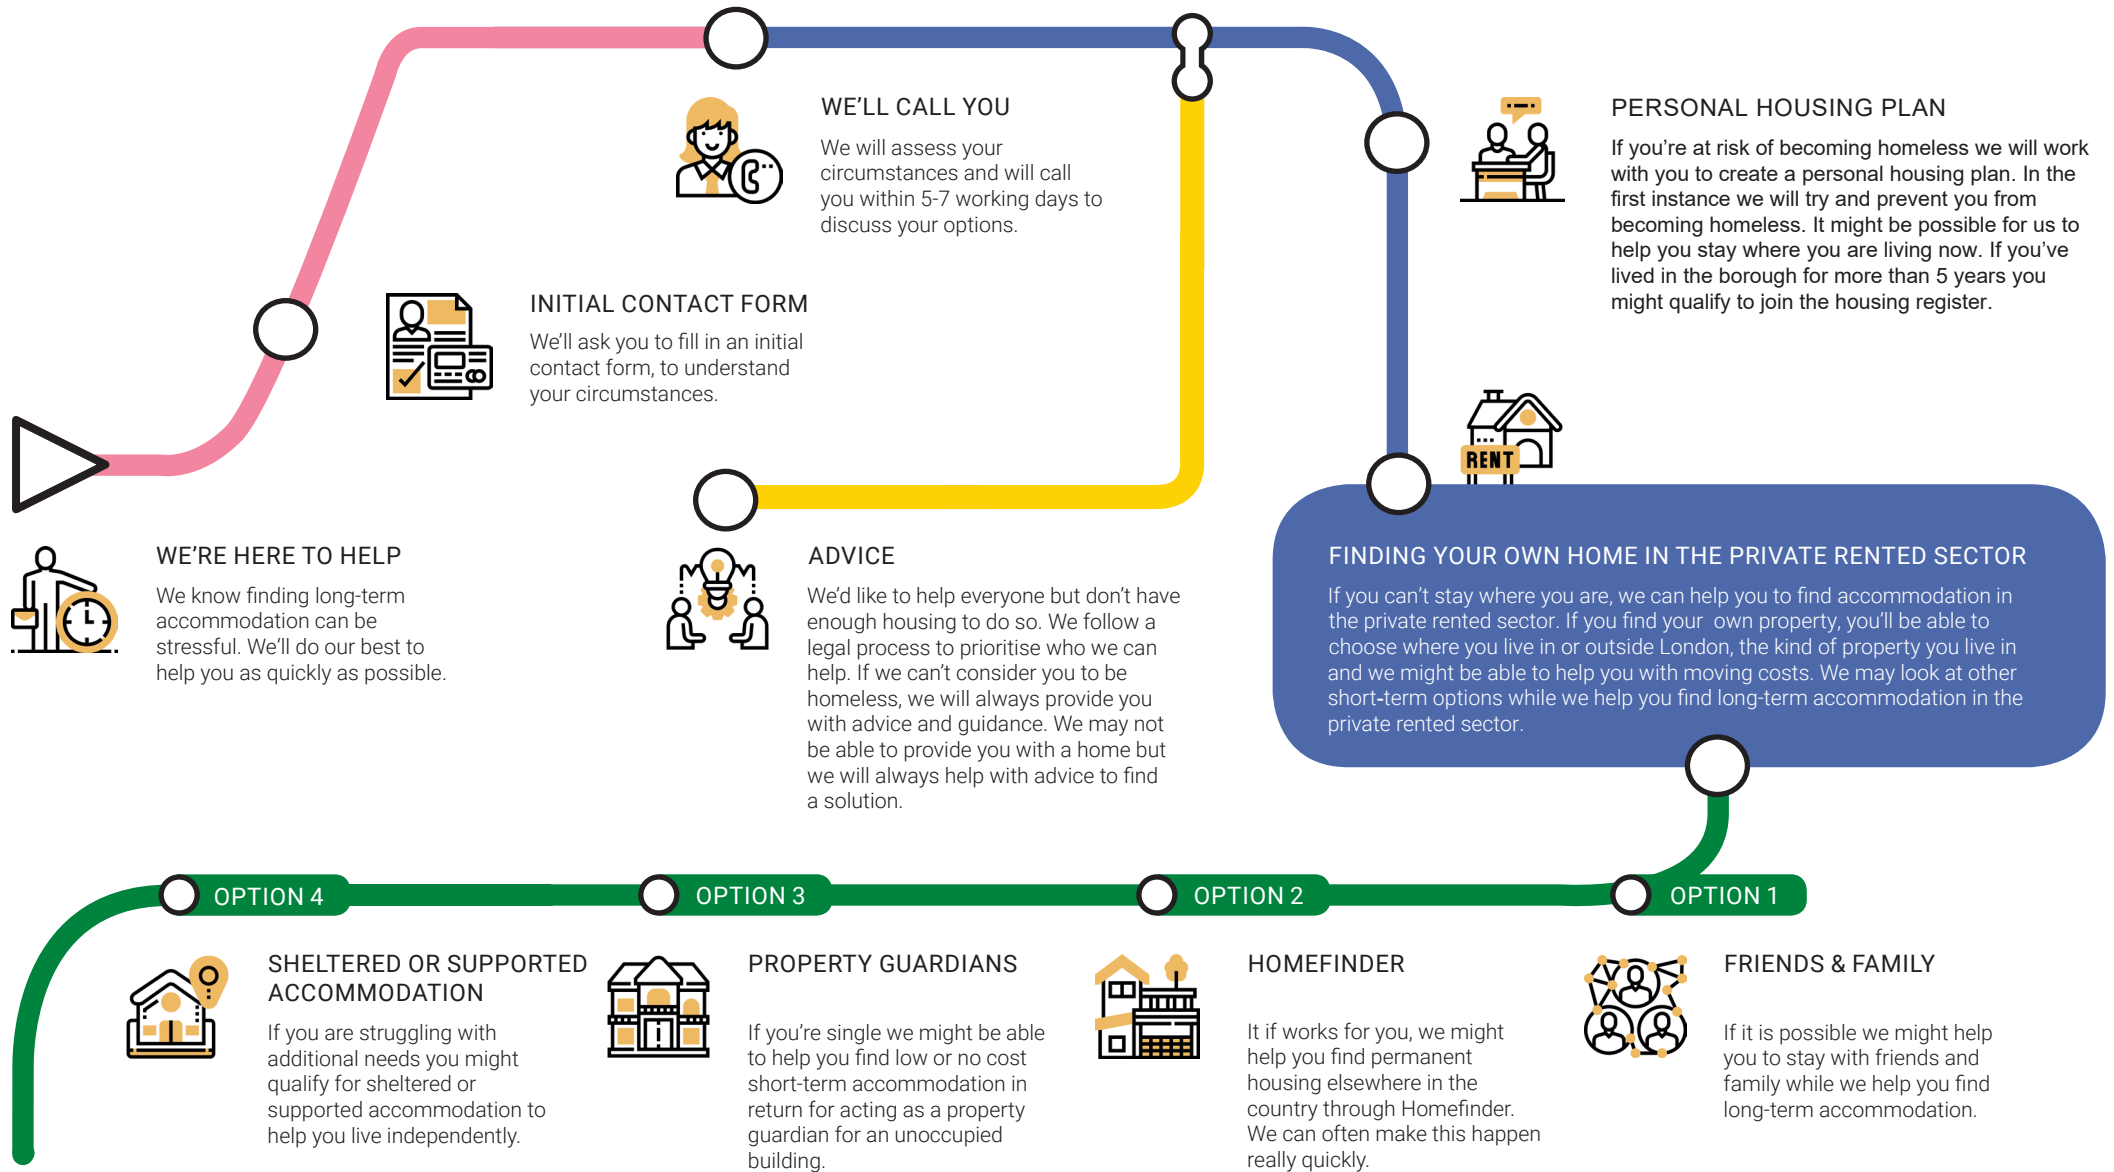 WE'RE HERE TO HELP
We know finding long-term
accommodation can be
stressful. We'll do our best to
help you as quickly as possible.
INITIAL CONTACT FORM
We'll ask you to fill in an initial
contact form, to understand
your circumstances.
WE'LL CALL YOU
We will assess your
circumstances and will call
you within 5-7 working days to
discuss your options.
ADVICE
We'd like to help everyone but don't have
enough housing to do so. We follow a
legal process to prioritise who we can
help. If we can't consider you to be
homeless, we will always provide you
with advice and guidance. We may not
be able to provide you with a home but
we will always help with advice to find
a solution.
PERSONAL HOUSING PLAN
If you're at risk of becoming homeless we will work
with you to create a personal housing plan. In the
first instance we will try and prevent you from
becoming homeless. It might be possible for us to
help you stay where you are living now. If you've
lived in the borough for more than 5 years you
might qualify to join the housing register.
RENT
FINDING YOUR OWN HOME IN THE PRIVATE RENTED SECTOR
If you can't stay where you are, we can help you to find accommodation in
the private rented sector. If you find your own property, you'll be able to
choose where you live in or outside London, the kind of property you live in
and we might be able to help you with moving costs. We may look at other
short-term options while we help you find long-term accommodation in the
private rented sector.
OPTION 1
FRIENDS & FAMILY
If it is possible we might help
you to stay with friends and
family while we help you find
long-term accommodation.
OPTION 2
HOMEFINDER
It if works for you, we might
help you find permanent
housing elsewhere in the
country through Homefinder.
We can often make this happen
really quickly.
OPTION 3
PROPERTY GUARDIANS
If you're single we might be able
to help you find low or no cost
short-term accommodation in
return for acting as a property
guardian for an unoccupied
building.
OPTION 4
SHELTERED OR SUPPORTED
ACCOMMODATION
If you are struggling with
additional needs you might
qualify for sheltered or
supported accommodation to
help you live independently.